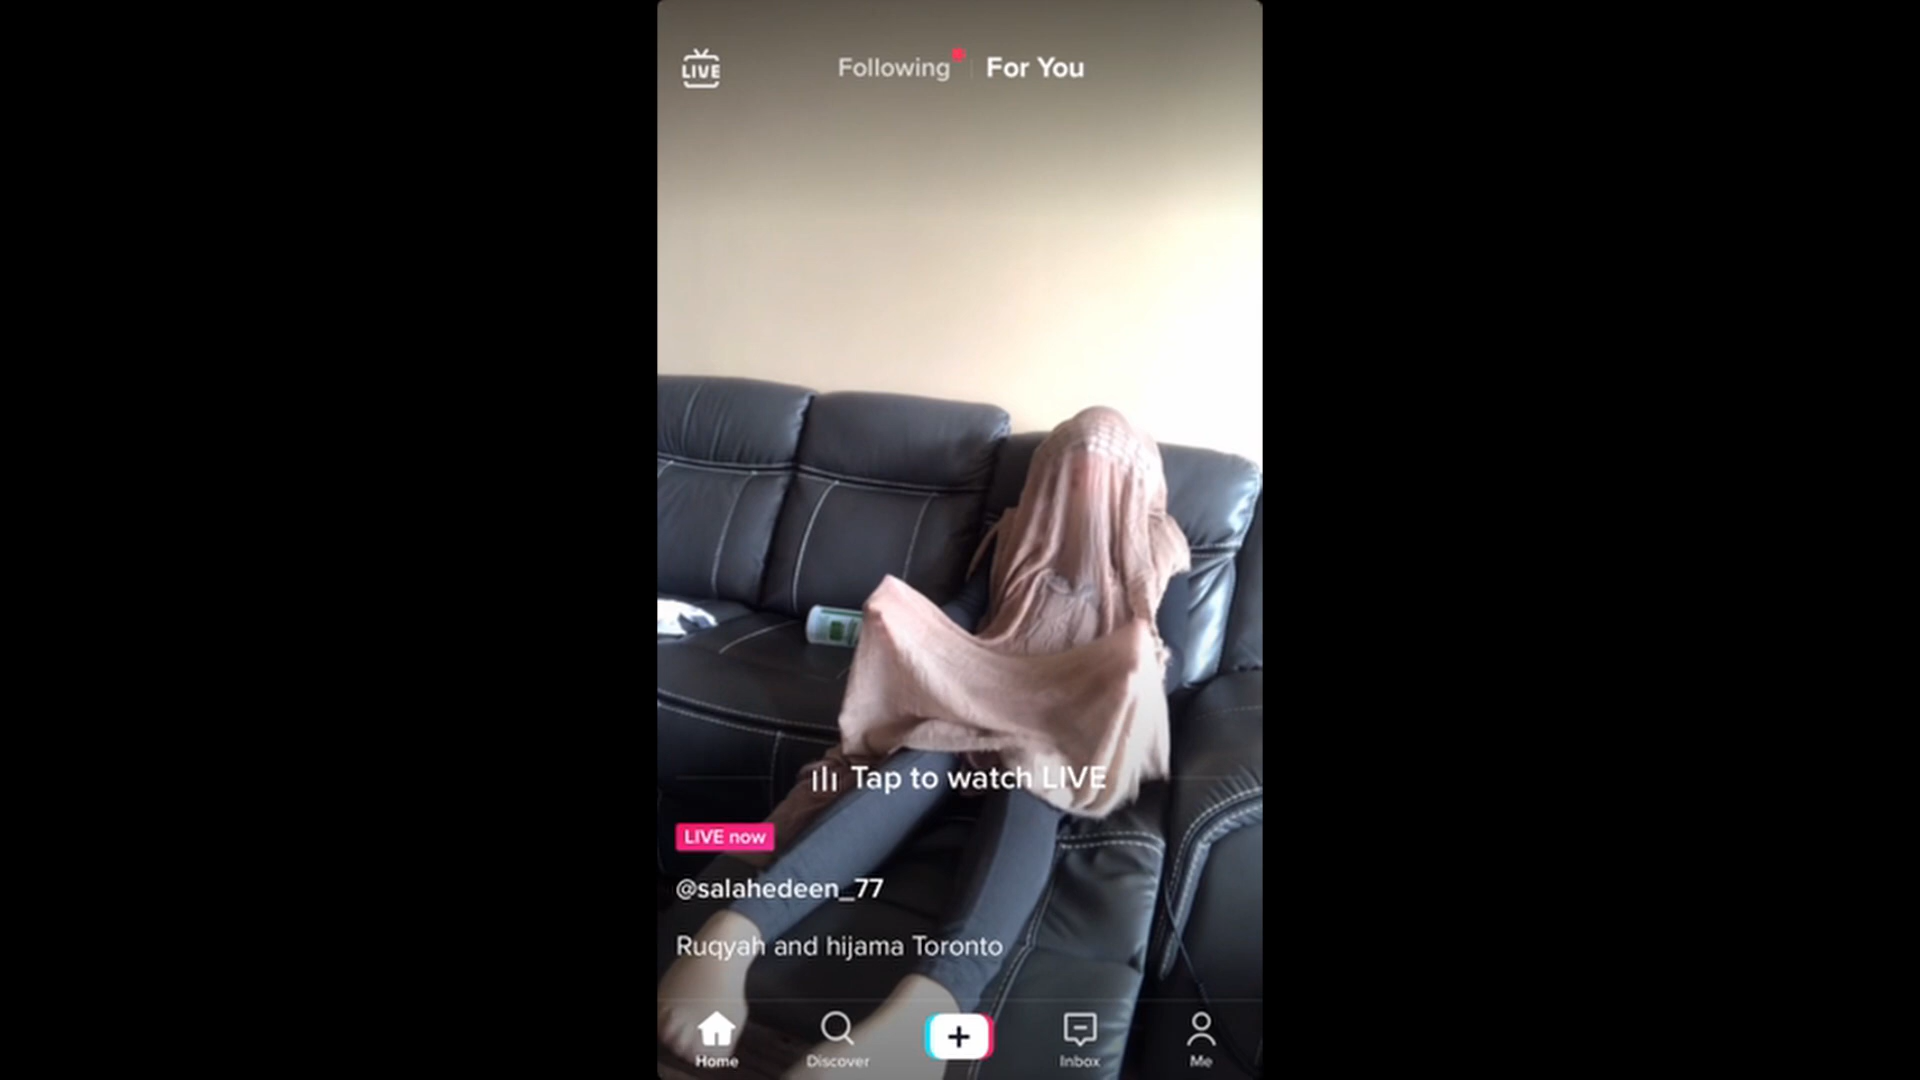 LIVE
Following
For You
Tap to watch LIVE
LIVE now
@salahedeen_77
Ruqyah and hijama Toronto
Home
Discover
Inbox
Me